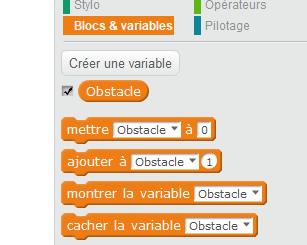 Stylo Opérateurs
Blocs & variables Pilotage
Créer une variable
Obstacle
mettre Obstacle à 0
ajouter à Obstacle 1
montrer la variable Obstacle
cacher la variable Obstacle